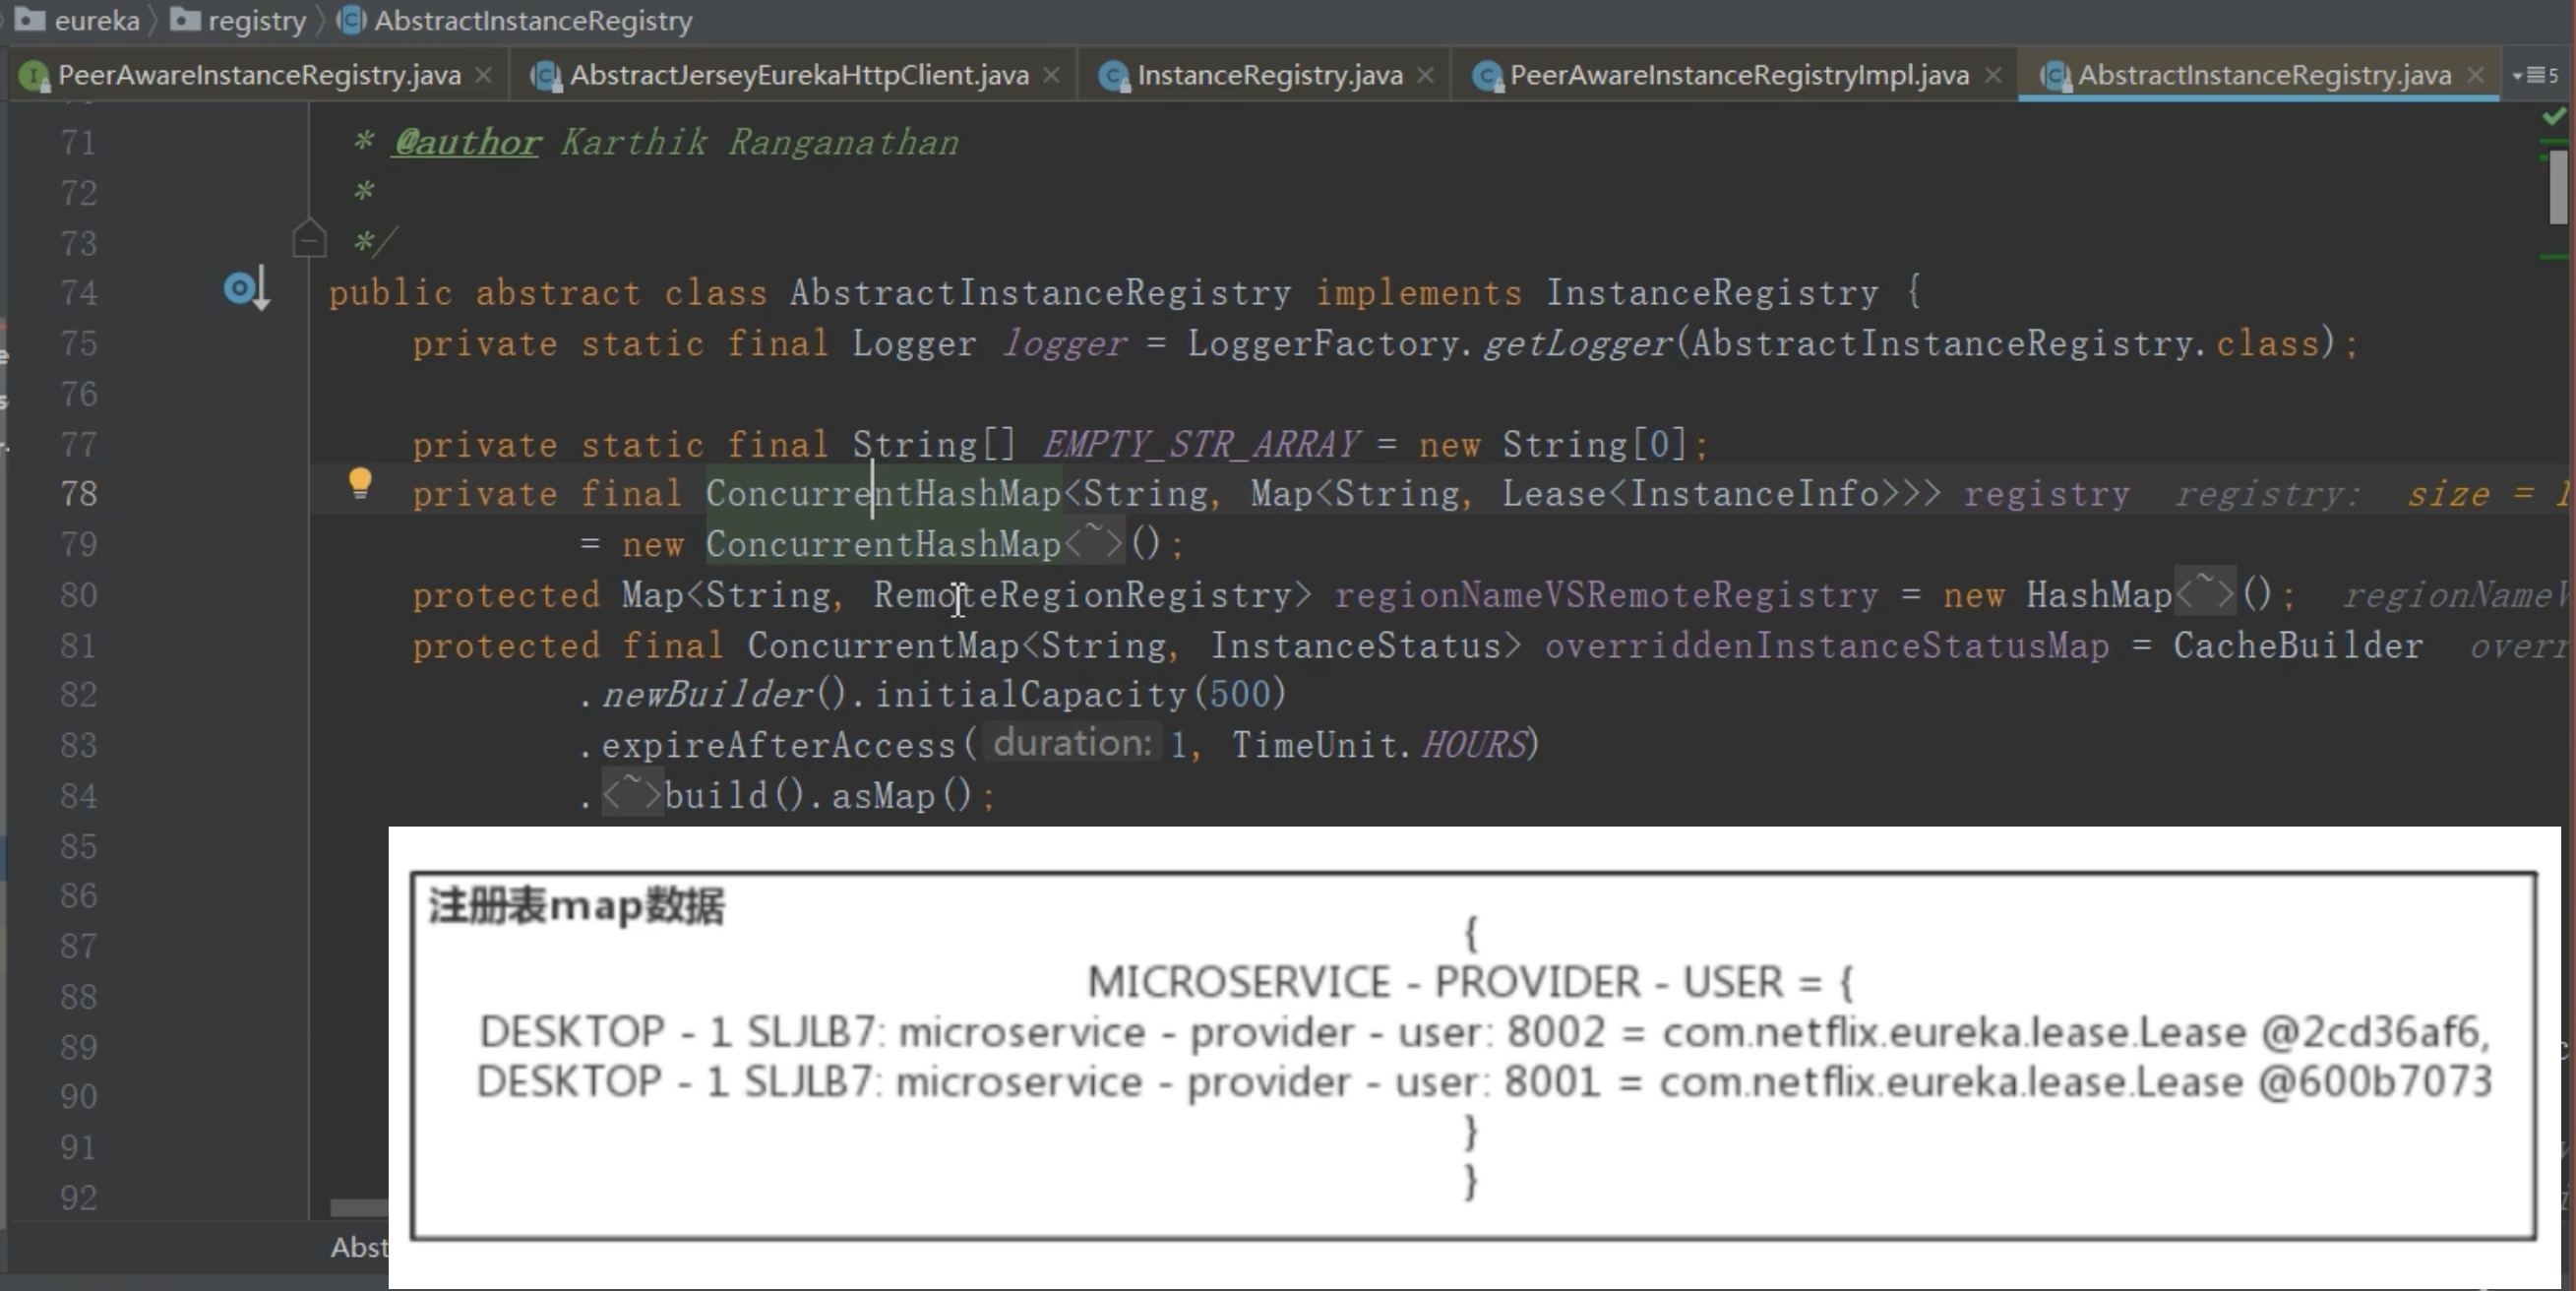 eureka registry AbstractInstanceRegistry
PeerAwareInstanceRegistry.java AbstractJerseyEurekaHttpClient.java InstanceRegistry.java PeerAwareInstanceRegistryImpl.java AbstractInstanceRegistry.java 5
71 * @author Karthik Ranganathan
72 *
73 */
74 public abstract class AbstractInstanceRegistry implements InstanceRegistry {
75 private static final Logger logger = LoggerFactory.getLogger(AbstractInstanceRegistry.class);
76
77 private static final String[] EMPTY_STR_ARRAY = new String[0];
78 private final ConcurrentHashMap<String, Map<String, Lease<InstanceInfo>>> registry registry: size = 1
79 = new ConcurrentHashMap<~>();
80 protected Map<String, RemoteRegionRegistry> regionNameVSRemoteRegistry = new HashMap<~>(); regionNameV
81 protected final ConcurrentMap<String, InstanceStatus> overriddenInstanceStatusMap = CacheBuilder overr
82 .newBuilder().initialCapacity(500)
83 .expireAfterAccess( duration: 1, TimeUnit.HOURS)
84 .<~>build().asMap();
85
86
87
88
89
90
91
92
注册表map数据
{
MICROSERVICE - PROVIDER - USER = {
DESKTOP - 1 SLJLB7: microservice - provider - user: 8002 = com.netflix.eureka.lease.Lease @2cd36af6,
DESKTOP - 1 SLJLB7: microservice - provider - user: 8001 = com.netflix.eureka.lease.Lease @600b7073
}
}
Abst